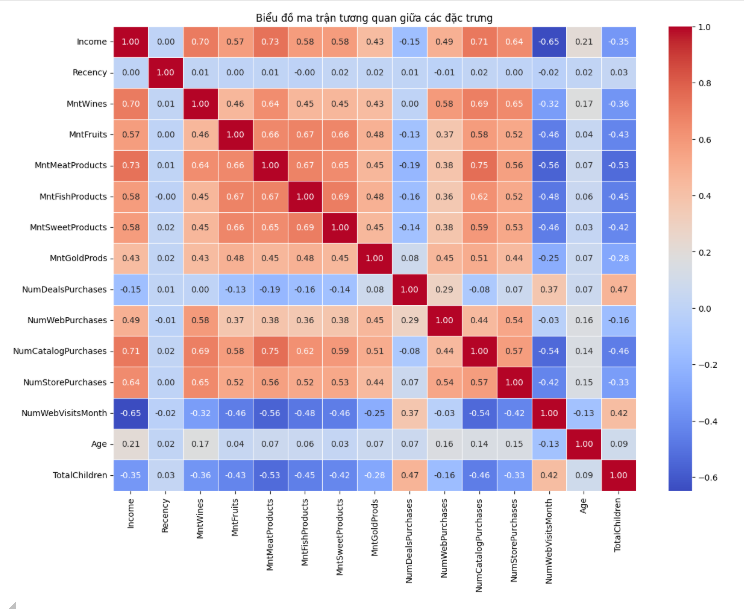 Biểu đồ ma trận tương quan giữa các đặc trưng
Income 1.00 0.00 0.70 0.57 0.73 0.58 0.58 0.43 -0.15 0.49 0.71 0.64 -0.65 0.21 -0.35
Recency 0.00 1.00 0.01 0.00 0.01 -0.00 0.02 0.02 0.01 -0.01 0.02 0.00 -0.02 0.02 0.03
MntWines 0.70 0.01 1.00 0.46 0.64 0.45 0.45 0.43 0.00 0.58 0.69 0.65 -0.32 0.17 -0.36
MntFruits 0.57 0.00 0.46 1.00 0.66 0.67 0.66 0.48 -0.13 0.37 0.58 0.52 -0.46 0.04 -0.43
MntMeatProducts 0.73 0.01 0.64 0.66 1.00 0.67 0.65 0.45 -0.19 0.38 0.75 0.56 -0.56 0.07 -0.53
MntFishProducts 0.58 -0.00 0.45 0.67 0.67 1.00 0.69 0.48 -0.16 0.36 0.62 0.52 -0.48 0.06 -0.45
MntSweetProducts 0.58 0.02 0.45 0.66 0.65 0.69 1.00 0.45 -0.14 0.38 0.59 0.53 -0.46 0.03 -0.42
MntGoldProds 0.43 0.02 0.43 0.48 0.45 0.48 0.45 1.00 0.08 0.45 0.51 0.44 -0.25 0.07 -0.28
NumDealsPurchases -0.15 0.01 0.00 -0.13 -0.19 -0.16 -0.14 0.08 1.00 0.29 -0.08 0.07 0.37 0.07 0.47
NumWebPurchases 0.49 -0.01 0.58 0.37 0.38 0.36 0.38 0.45 0.29 1.00 0.44 0.54 -0.03 0.16 -0.16
NumCatalogPurchases 0.71 0.02 0.69 0.58 0.75 0.62 0.59 0.51 -0.08 0.44 1.00 0.57 -0.54 0.14 -0.46
NumStorePurchases 0.64 0.00 0.65 0.52 0.56 0.52 0.53 0.44 0.07 0.54 0.57 1.00 -0.42 0.15 -0.33
NumWebVisitsMonth -0.65 -0.02 -0.32 -0.46 -0.56 -0.48 -0.46 -0.25 0.37 -0.03 -0.54 -0.42 1.00 -0.13 0.42
Age 0.21 0.02 0.17 0.04 0.07 0.06 0.03 0.07 0.07 0.16 0.14 0.15 -0.13 1.00 0.09
TotalChildren -0.35 0.03 -0.36 -0.43 -0.53 -0.45 -0.42 -0.28 0.47 -0.16 -0.46 -0.33 0.42 0.09 1.00
Income
Recency
MntWines
MntFruits
MntMeatProducts
MntFishProducts
MntSweetProducts
MntGoldProds
NumDealsPurchases
NumWebPurchases
NumCatalogPurchases
NumStorePurchases
NumWebVisitsMonth
Age
TotalChildren
1.0
0.8
0.6
0.4
0.2
0.0
−0.2
−0.4
−0.6